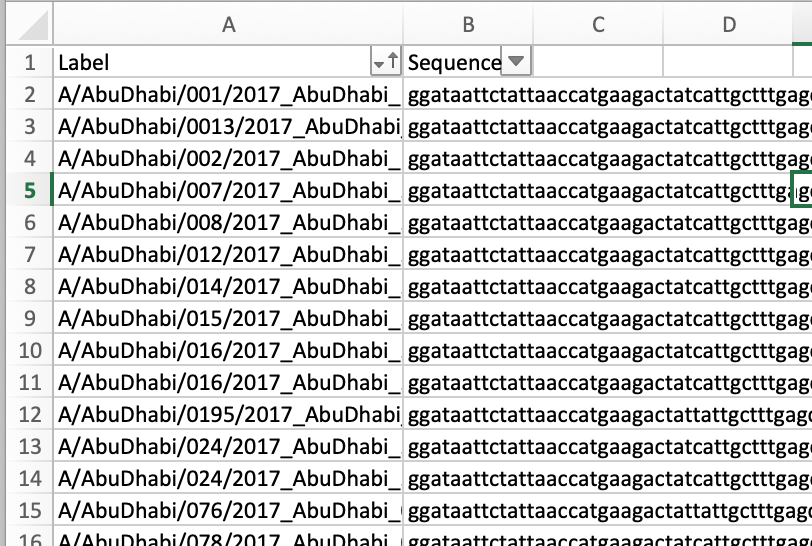 A B C D
1 Label Sequence
2 A/AbuDhabi/001/2017_AbuDhabi_ ggataattctattaaccatgaagactatcattgctttgag
3 A/AbuDhabi/0013/2017_AbuDhabi ggataattctattaaccatgaagactatcattgctttgag
4 A/AbuDhabi/002/2017_AbuDhabi_ ggataattctattaaccatgaagactatcattgctttgag
5 A/AbuDhabi/007/2017_AbuDhabi_ ggataattctattaaccatgaagactatcattgctttgag
6 A/AbuDhabi/008/2017_AbuDhabi_ ggataattctattaaccatgaagactatcattgctttgag
7 A/AbuDhabi/012/2017_AbuDhabi_ ggataattctattaaccatgaagactatcattgctttgag
8 A/AbuDhabi/014/2017_AbuDhabi_ ggataattctattaaccatgaagactatcattgctttgag
9 A/AbuDhabi/015/2017_AbuDhabi_ ggataattctattaaccatgaagactatcattgctttgag
10 A/AbuDhabi/016/2017_AbuDhabi_ ggataattctattaaccatgaagactatcattgctttgag
11 A/AbuDhabi/016/2017_AbuDhabi_ ggataattctattaaccatgaagactatcattgctttgag
12 A/AbuDhabi/0195/2017_AbuDhabi ggataattctattaaccatgaagactattattgctttgag
13 A/AbuDhabi/024/2017_AbuDhabi_ ggataattctattaaccatgaagactatcattgctttgag
14 A/AbuDhabi/024/2017_AbuDhabi_ ggataattctattaaccatgaagactatcattgctttgag
15 A/AbuDhabi/076/2017_AbuDhabi_ ggataattctattaaccatgaagactattattgctttgag
16 A/AbuDhabi/078/2017_AbuDhabi_ ggataattctattaaccatgaagactatcattgctttgag